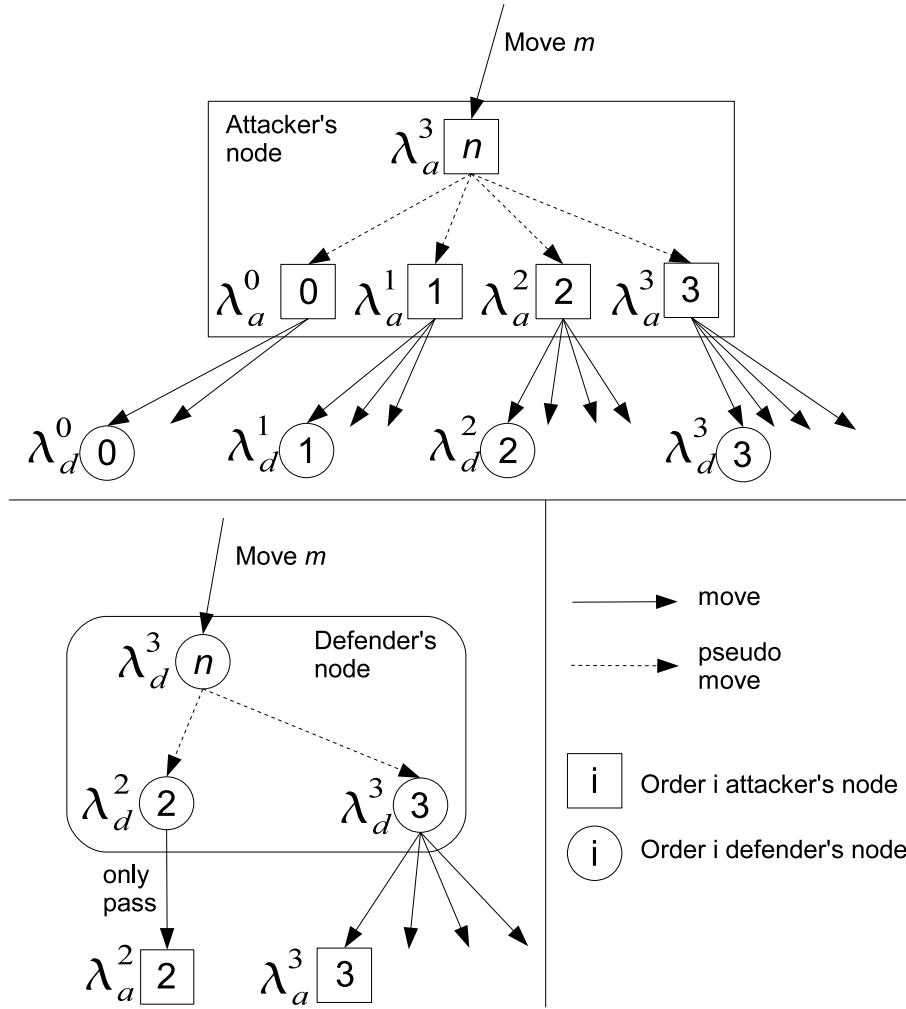 Move m
Attacker's
node
λ³ₐ n
λ⁰ₐ 0 λ¹ₐ 1 λ²ₐ 2 λ³ₐ 3
λ⁰d 0 λ¹d 1 λ²d 2 λ³d 3
Move m
Defender's
node
λ³d n
λ²d 2 λ³d 3
only
pass
λ²ₐ 2 λ³ₐ 3
move
pseudo
move
i Order i attacker's node
i Order i defender's node